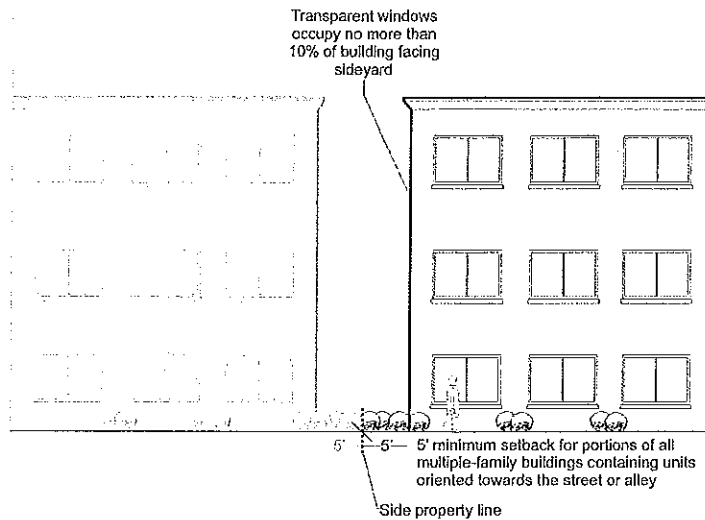 Transparent windows
occupy no more than
10% of building facing
sideyard
5' 5' 5' minimum setback for portions of all
multiple-family buildings containing units
oriented towards the street or alley
Side property line